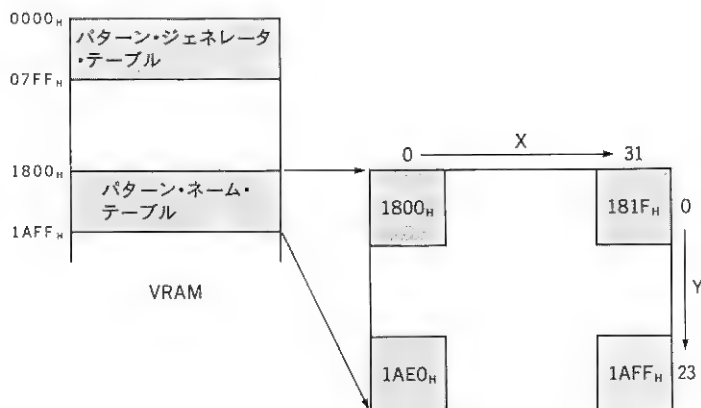 0000H
パターン・ジェネレータ
・テーブル
07FFH
1800H
パターン・ネーム・
テーブル
1AFFH
VRAM
X
0
31
1800H
181FH
0
Y
1AE0H
1AFFH
23